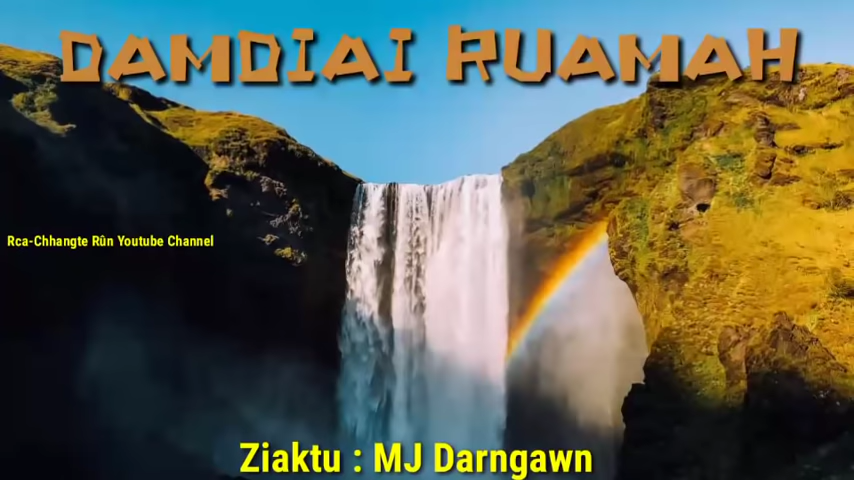 DAMDIAI RUAMAH
Rca-Chhangte Rûn Youtube Channel
Ziaktu : MJ Darngawn